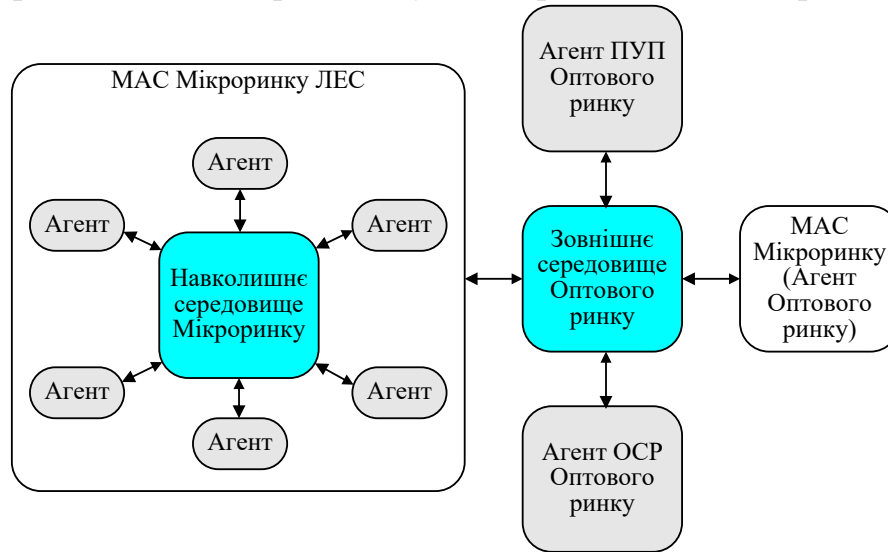 МАС Мікроринку ЛЕС
Агент
Агент
Агент
Навколишнє
середовище
Мікроринку
Агент
Агент
Агент
Агент ПУП
Оптового
ринку
Зовнішнє
середовище
Оптового
ринку
МАС
Мікроринку
(Агент
Оптового
ринку)
Агент ОСР
Оптового
ринку